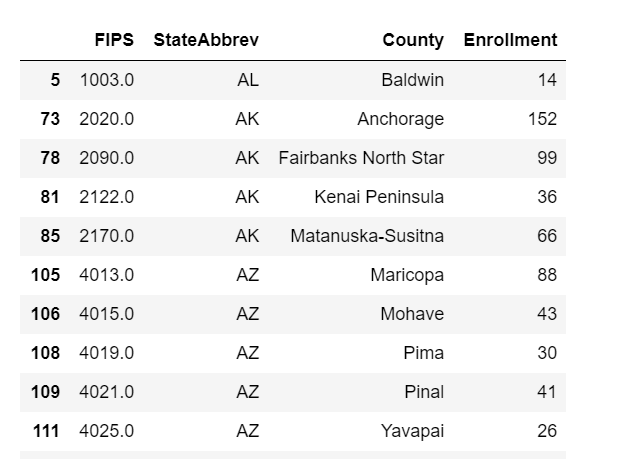 FIPS StateAbbrev County Enrollment
5 1003.0 AL Baldwin 14
73 2020.0 AK Anchorage 152
78 2090.0 AK Fairbanks North Star 99
81 2122.0 AK Kenai Peninsula 36
85 2170.0 AK Matanuska-Susitna 66
105 4013.0 AZ Maricopa 88
106 4015.0 AZ Mohave 43
108 4019.0 AZ Pima 30
109 4021.0 AZ Pinal 41
111 4025.0 AZ Yavapai 26